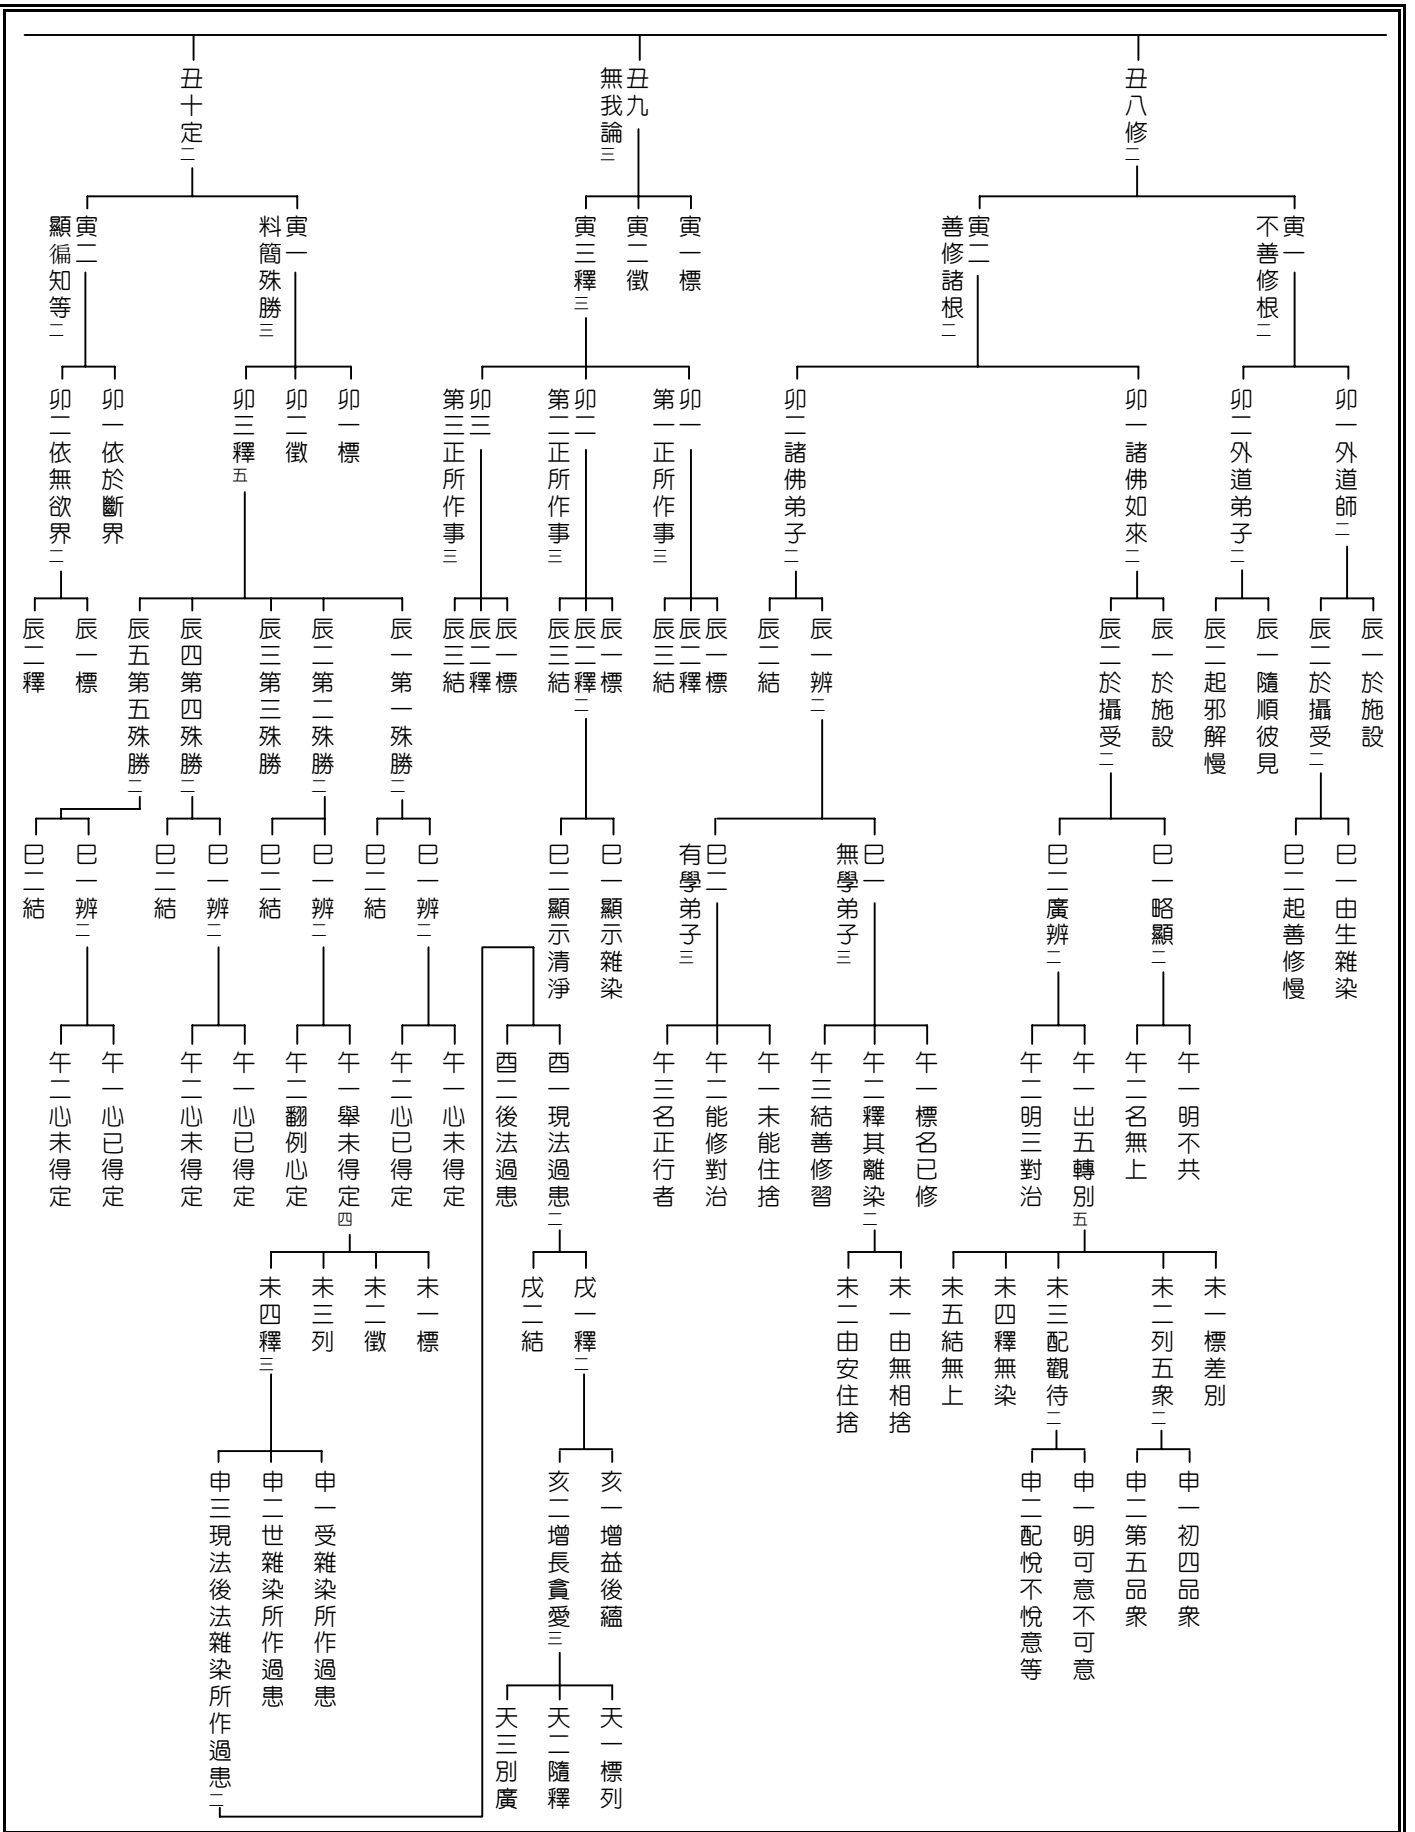 丑八修二
寅一
不善修根二
卯一外道師二
辰一於施設
辰二於攝受二
巳一由生雜染
巳二起善修慢
卯二外道弟子二
辰一隨順彼見
辰二起邪解慢
寅二
善修諸根二
卯一諸佛如來二
辰一於施設
辰二於攝受二
巳一略顯二
午一明不共
午二名無上
巳二廣辨二
午一出五轉別五
未一標差別
未二列五眾二
申一初四品眾
申二第五品眾
未三配觀待二
申一明可意不可意
申二配悅不悅意等
未四釋無染
未五結無上
午二明三對治
卯二諸佛弟子二
辰一辨二
巳一
無學弟子三
午一標名已修
午二釋其離染二
未一由無相捨
未二由安住捨
午三結善修習
巳二
有學弟子三
午一未能住捨
午二能修對治
午三名正行者
辰二結
丑九
無我論三
寅一標
寅二徵
寅三釋三
卯一
第一正所作事三
辰一標
辰二釋
辰三結
卯二
第二正所作事三
辰一標
辰二釋二
巳一顯示雜染
巳二顯示清淨
辰三結
卯三
第三正所作事三
辰一標
辰二釋
辰三結
丑十定二
寅一
料簡殊勝三
卯一標
卯二徵
卯三釋五
辰一第一殊勝二
巳一辨二
午一心未得定
午二心已得定
巳二結
辰二第二殊勝二
巳一辨二
午一舉未得定四
未一標
未二徵
未三列
未四釋三
申一受雜染所作過患
申二世雜染所作過患
申三現法後法雜染所作過患二
酉一現法過患二
戌一釋二
亥一增益後蘊
亥二增長貪愛三
天一標列
天二隨釋
天三別廣
戌二結
酉二後法過患
午二翻例心定
巳二結
辰三第三殊勝
辰四第四殊勝二
巳一辨二
午一心已得定
午二心未得定
巳二結
辰五第五殊勝二
巳一辨二
午一心已得定
午二心未得定
巳二結
寅二
顯徧知等二
卯一依於斷界
卯二依無欲界二
辰一標
辰二釋